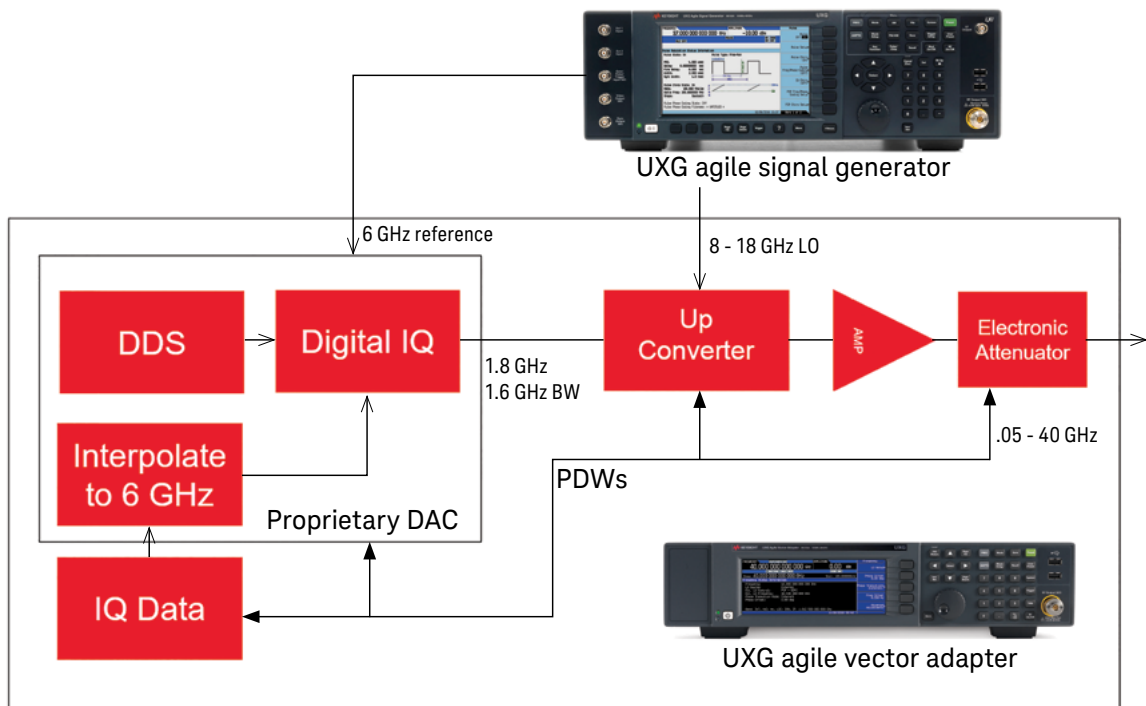 UXG agile signal generator
6 GHz reference
8 - 18 GHz LO
DDS
Digital IQ
Up
Converter
AMP
Electronic
Attenuator
1.8 GHz
1.6 GHz BW
.05 - 40 GHz
Interpolate
to 6 GHz
PDWs
Proprietary DAC
IQ Data
UXG agile vector adapter